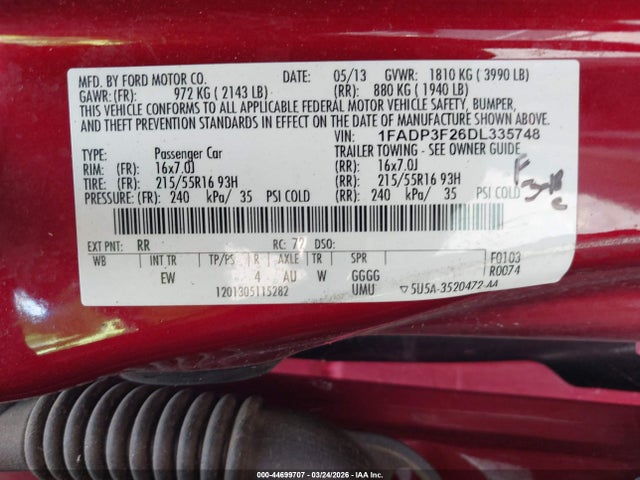 MFD. BY FORD MOTOR CO. DATE: 05/13 GVWR: 1810 KG ( 3990 LB)
GAWR:(FR): 972 KG ( 2143 LB) (RR): 880 KG ( 1940 LB)
THIS VEHICLE CONFORMS TO ALL APPLICABLE FEDERAL MOTOR VEHICLE SAFETY, BUMPER,
AND THEFT PREVENTION STANDARDS IN EFFECT ON THE DATE OF MANUFACTURE SHOWN ABOVE.
VIN: 1FADP3F26DL335748
TYPE: Passenger Car TRAILER TOWING - SEE OWNER GUIDE
RIM: (FR): 16x7.0J (RR): 16x7.0J
TIRE: (FR): 215/55R16 93H (RR): 215/55R16 93H
PRESSURE: (FR): 240 kPa/ 35 PSI COLD (RR): 240 kPa/ 35 PSI COLD
EXT PNT: RR RC: 72 DSO:
WB INT TR TP/PS R AXLE TR SPR F0103
EW 4 AU W GGGG R0074
1201305115282 UMU 5U5A-3520472-AA
000-44699707 - 03/24/2026 - IAA Inc.